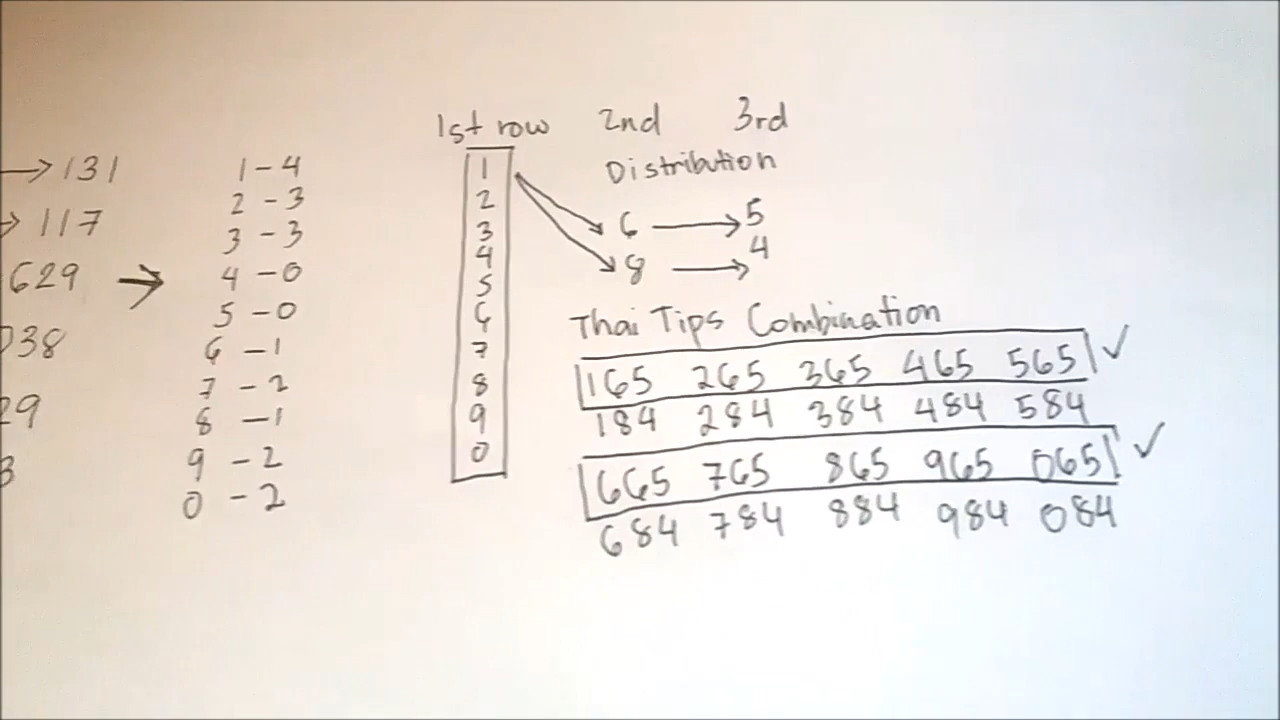 → 131
→ 117
629 →
038
29
3
1 - 4
2 - 3
3 - 3
4 - 0
5 - 0
6 - 1
7 - 2
8 - 1
9 - 2
0 - 2
1st row 2nd 3rd
Distribution
1
2
3
4
5
6
7
8
9
0
6 → 5
8 → 4
Thai Tips Combination
165 265 365 465 565 ✓
184 284 384 484 584
665 765 865 965 065 ✓
684 784 884 984 084